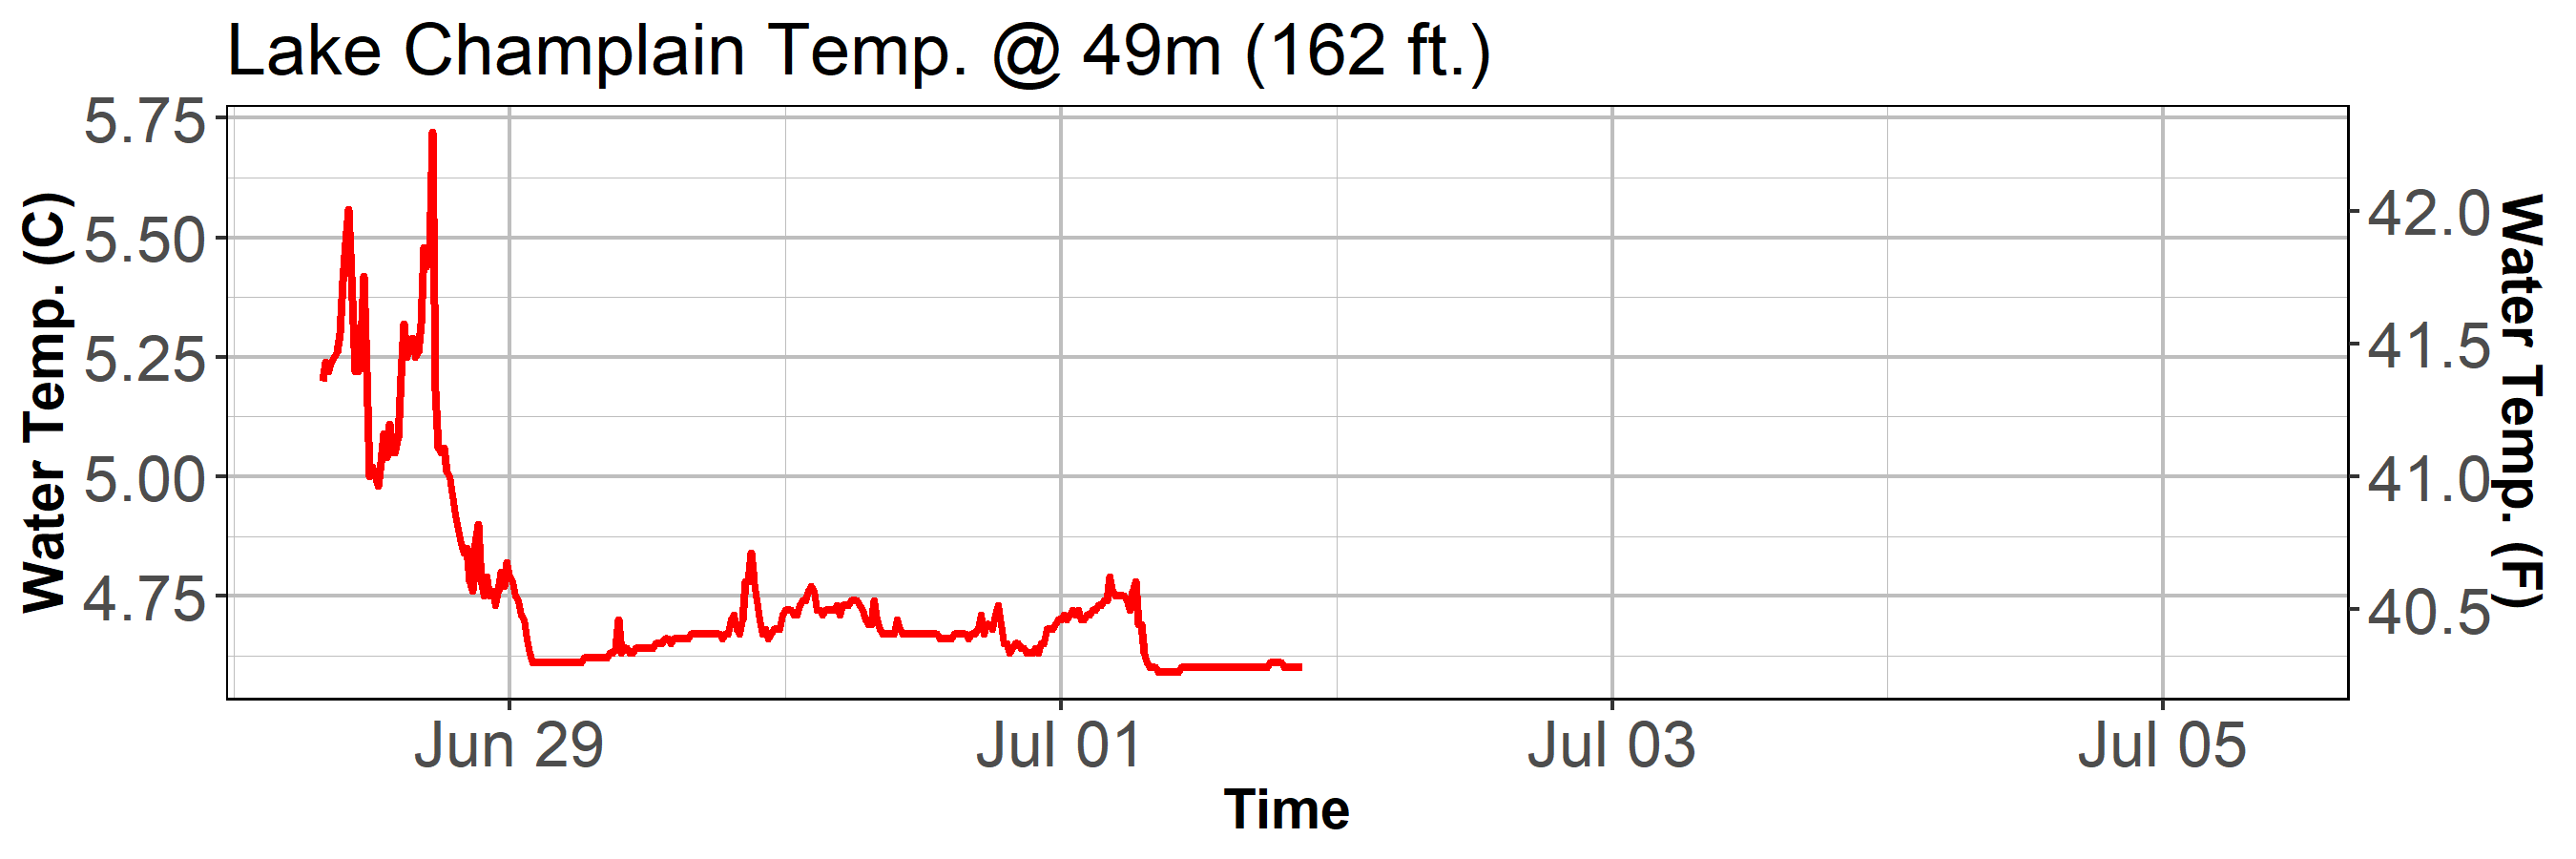 Lake Champlain Temp. @ 49m (162 ft.)
Water Temp. (C)
5.75
5.50
5.25
5.00
4.75
42.0
41.5
41.0
40.5
Water Temp. (F)
Jun 29
Jul 01
Jul 03
Jul 05
Time